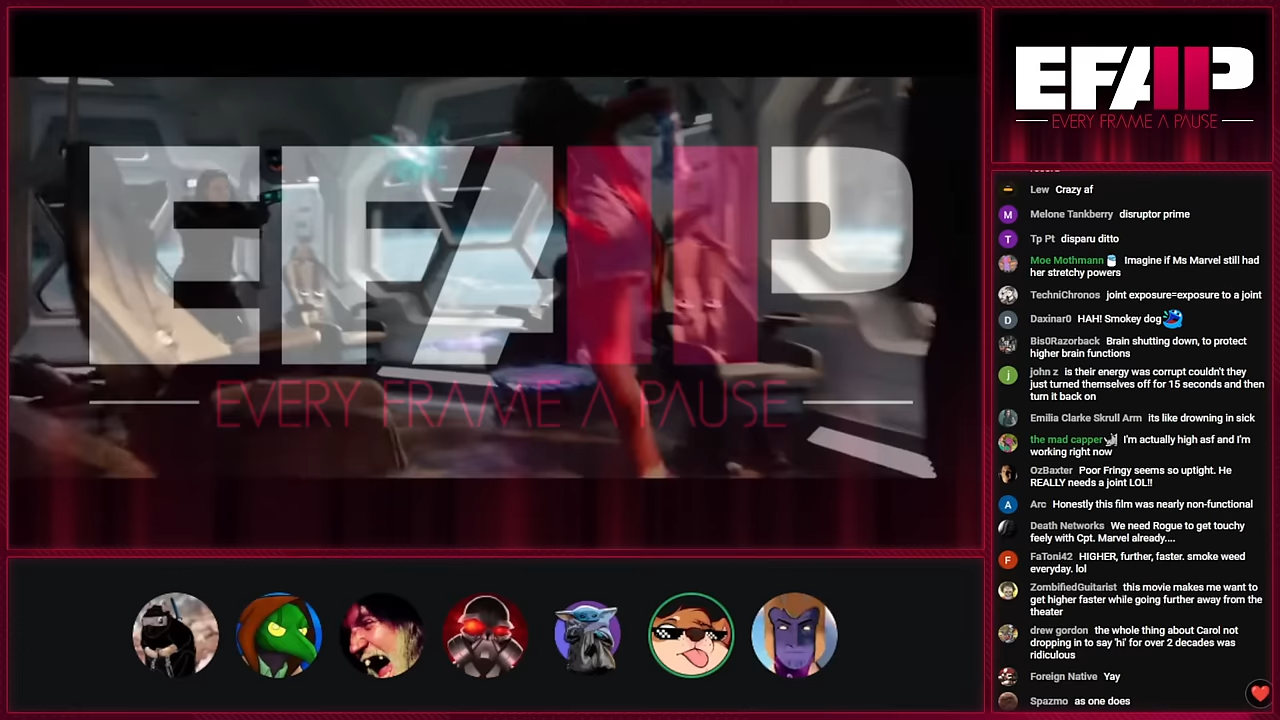 EFAP
EVERY FRAME A PAUSE
EFAP
EVERY FRAME A PAUSE
Lew Crazy af
M Melone Tankberry disruptor prime
T Tp Pt disparu ditto
Moe Mothmann Imagine if Ms Marvel still had
her stretchy powers
TechniChronos joint exposure=exposure to a joint
D Daxinar0 HAH! Smokey dog
Bis0Razorback Brain shutting down, to protect
higher brain functions
j john z is their energy was corrupt couldn't they
just turned themselves off for 15 seconds and then
turn it back on
Emilia Clarke Skrull Arm its like drowning in sick
the mad capper I'm actually high asf and I'm
working right now
OzBaxter Poor Fringy seems so uptight. He
REALLY needs a joint LOL!!
A Arc Honestly this film was nearly non-functional
Death Networks We need Rogue to get touchy
feely with Cpt. Marvel already....
F FaToni42 HIGHER, further, faster. smoke weed
everyday. lol
ZombifiedGuitarist this movie makes me want to
get higher faster while going further away from the
theater
drew gordon the whole thing about Carol not
dropping in to say 'hi' for over 2 decades was
ridiculous
Foreign Native Yay
Spazmo as one does